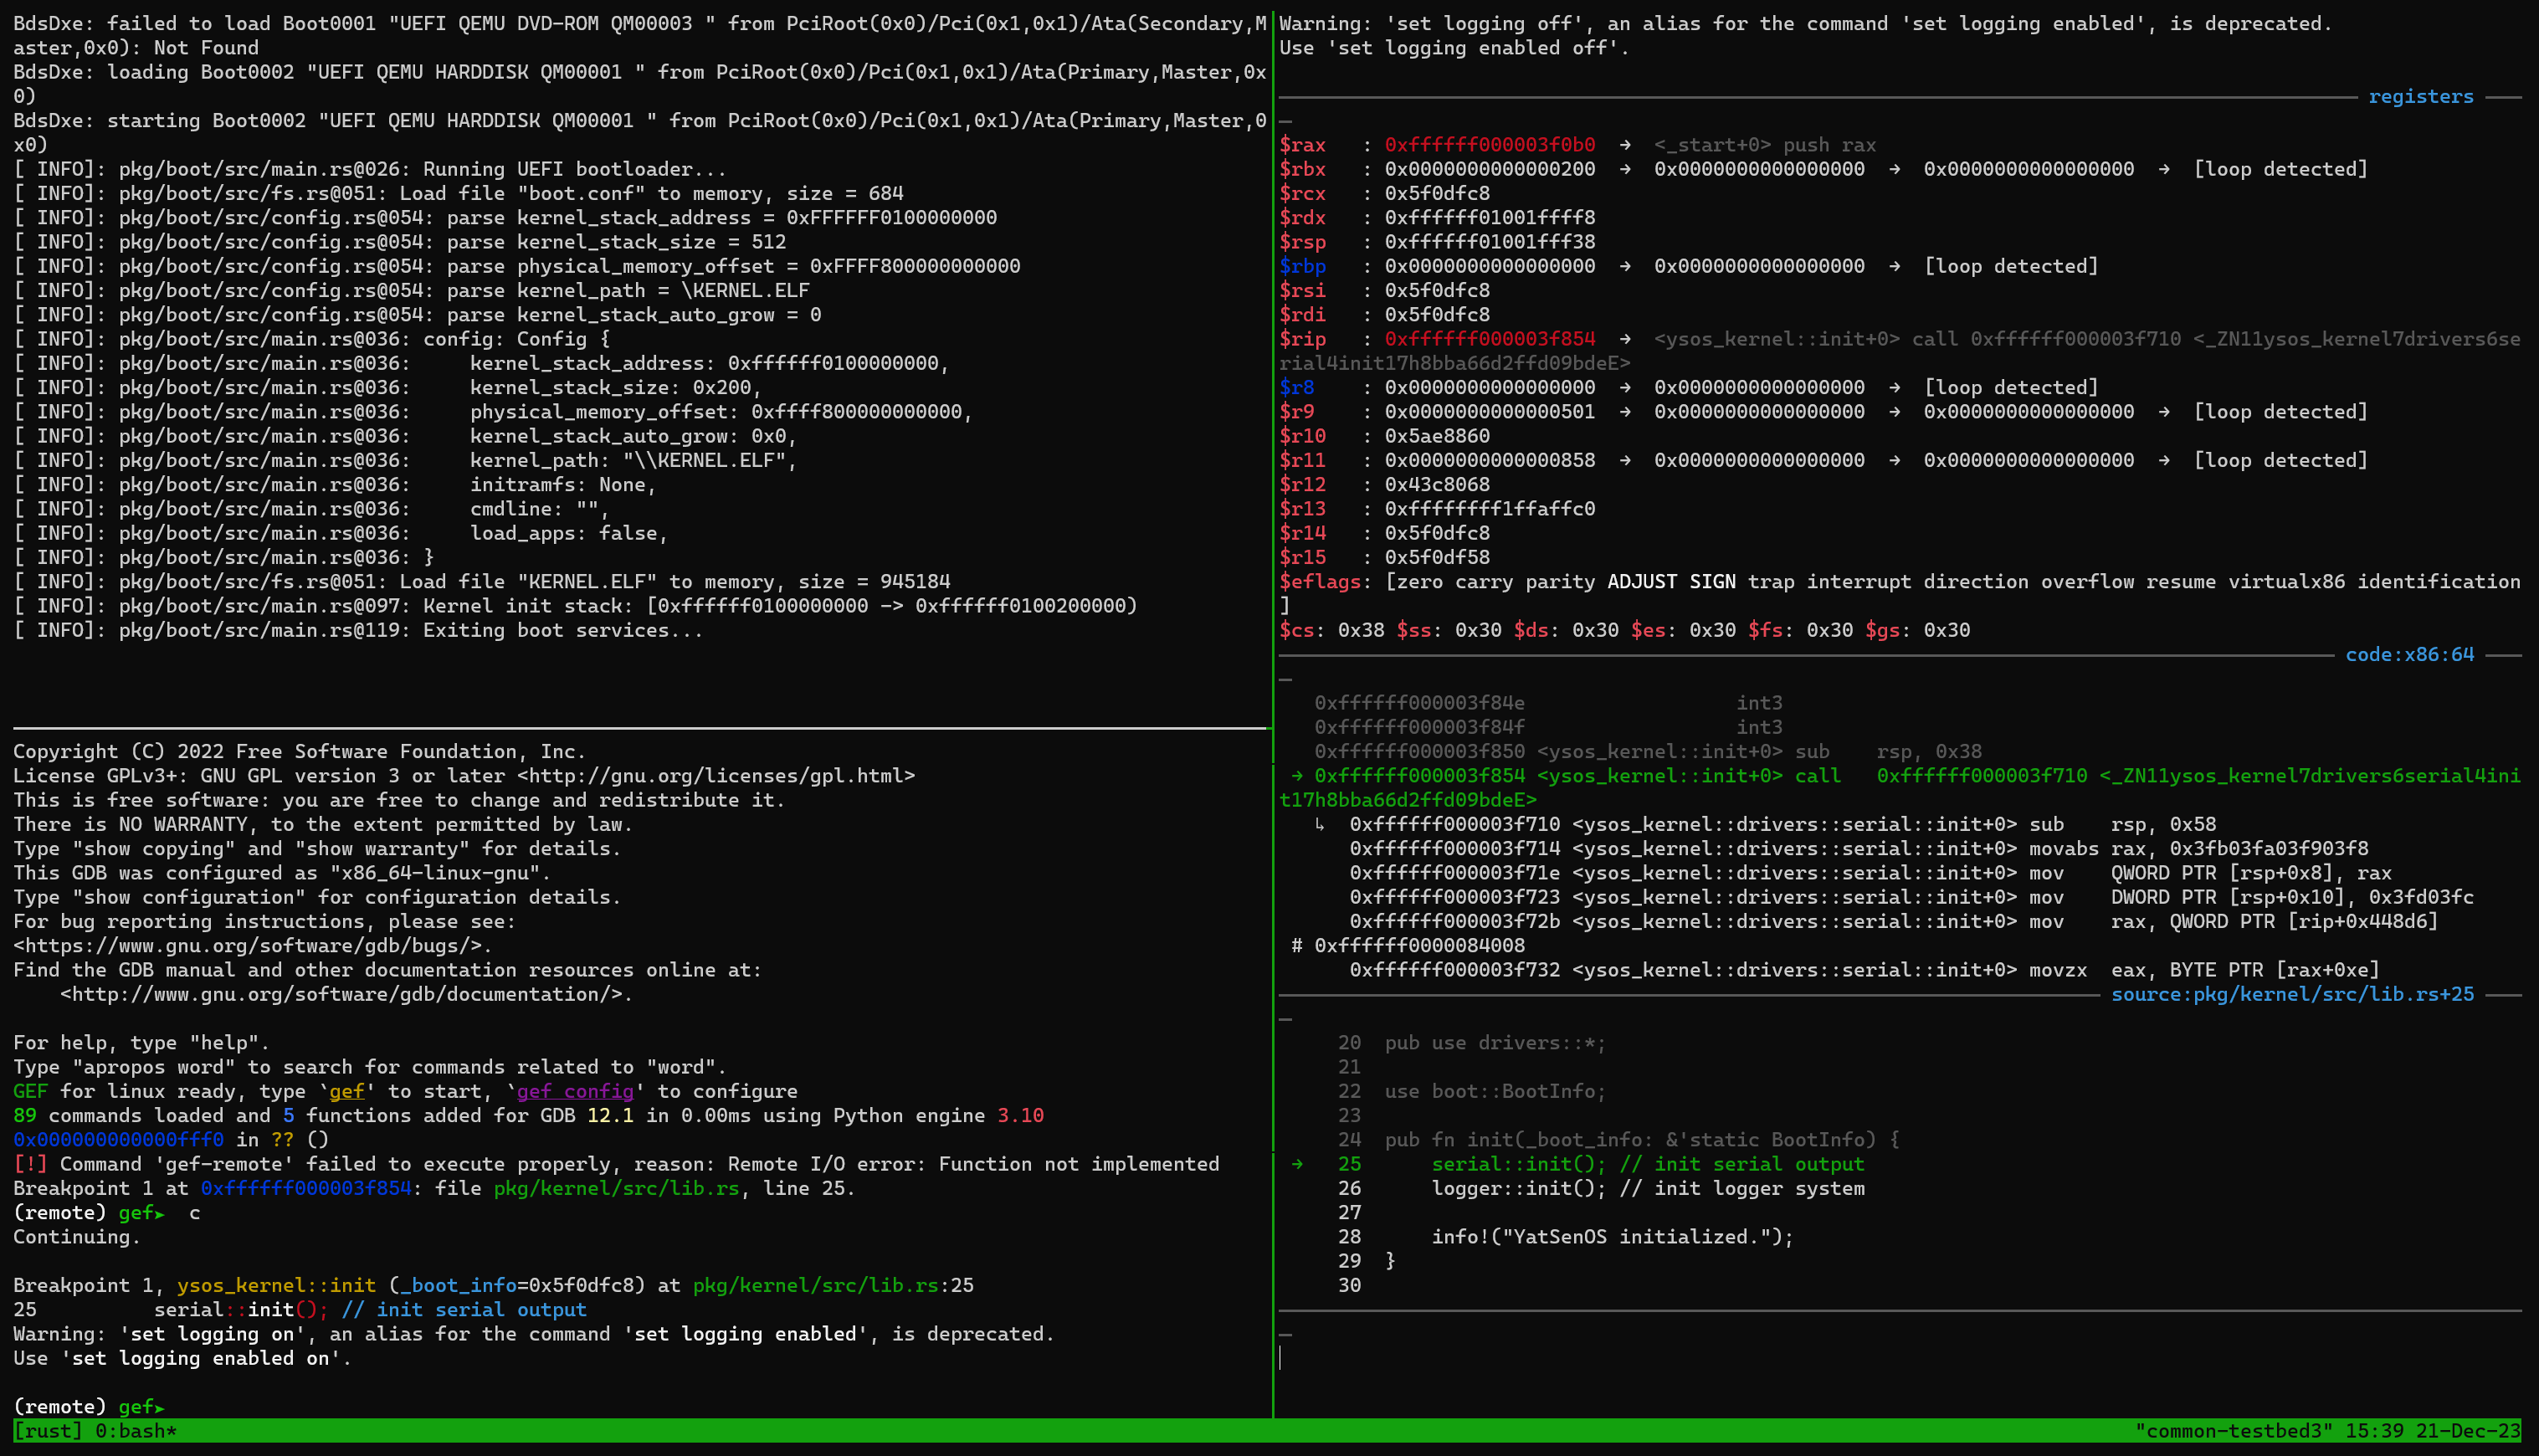 BdsDxe: failed to load Boot0001 "UEFI QEMU DVD-ROM QM00003 " from PciRoot(0x0)/Pci(0x1,0x1)/Ata(Secondary,M
aster,0x0): Not Found
BdsDxe: loading Boot0002 "UEFI QEMU HARDDISK QM00001 " from PciRoot(0x0)/Pci(0x1,0x1)/Ata(Primary,Master,0x
0)
BdsDxe: starting Boot0002 "UEFI QEMU HARDDISK QM00001 " from PciRoot(0x0)/Pci(0x1,0x1)/Ata(Primary,Master,0
x0)
[ INFO]: pkg/boot/src/main.rs@026: Running UEFI bootloader...
[ INFO]: pkg/boot/src/fs.rs@051: Load file "boot.conf" to memory, size = 684
[ INFO]: pkg/boot/src/config.rs@054: parse kernel_stack_address = 0xFFFFFF0100000000
[ INFO]: pkg/boot/src/config.rs@054: parse kernel_stack_size = 512
[ INFO]: pkg/boot/src/config.rs@054: parse physical_memory_offset = 0xFFFF800000000000
[ INFO]: pkg/boot/src/config.rs@054: parse kernel_path = \KERNEL.ELF
[ INFO]: pkg/boot/src/config.rs@054: parse kernel_stack_auto_grow = 0
[ INFO]: pkg/boot/src/main.rs@036: config: Config {
[ INFO]: pkg/boot/src/main.rs@036:     kernel_stack_address: 0xffffff0100000000,
[ INFO]: pkg/boot/src/main.rs@036:     kernel_stack_size: 0x200,
[ INFO]: pkg/boot/src/main.rs@036:     physical_memory_offset: 0xffff800000000000,
[ INFO]: pkg/boot/src/main.rs@036:     kernel_stack_auto_grow: 0x0,
[ INFO]: pkg/boot/src/main.rs@036:     kernel_path: "\\KERNEL.ELF",
[ INFO]: pkg/boot/src/main.rs@036:     initramfs: None,
[ INFO]: pkg/boot/src/main.rs@036:     cmdline: "",
[ INFO]: pkg/boot/src/main.rs@036:     load_apps: false,
[ INFO]: pkg/boot/src/main.rs@036: }
[ INFO]: pkg/boot/src/fs.rs@051: Load file "KERNEL.ELF" to memory, size = 945184
[ INFO]: pkg/boot/src/main.rs@097: Kernel init stack: [0xffffff0100000000 -> 0xffffff0100200000)
[ INFO]: pkg/boot/src/main.rs@119: Exiting boot services...
Copyright (C) 2022 Free Software Foundation, Inc.
License GPLv3+: GNU GPL version 3 or later <http://gnu.org/licenses/gpl.html>
This is free software: you are free to change and redistribute it.
There is NO WARRANTY, to the extent permitted by law.
Type "show copying" and "show warranty" for details.
This GDB was configured as "x86_64-linux-gnu".
Type "show configuration" for configuration details.
For bug reporting instructions, please see:
<https://www.gnu.org/software/gdb/bugs/>.
Find the GDB manual and other documentation resources online at:
    <http://www.gnu.org/software/gdb/documentation/>.
For help, type "help".
Type "apropos word" to search for commands related to "word".
GEF for linux ready, type `gef' to start, `gef config' to configure
89 commands loaded and 5 functions added for GDB 12.1 in 0.00ms using Python engine 3.10
0x000000000000fff0 in ?? ()
[!] Command 'gef-remote' failed to execute properly, reason: Remote I/O error: Function not implemented
Breakpoint 1 at 0xffffff000003f854: file pkg/kernel/src/lib.rs, line 25.
(remote) gef➤  c
Continuing.
Breakpoint 1, ysos_kernel::init (_boot_info=0x5f0dfc8) at pkg/kernel/src/lib.rs:25
25          serial::init(); // init serial output
Warning: 'set logging on', an alias for the command 'set logging enabled', is deprecated.
Use 'set logging enabled on'.
(remote) gef➤
Warning: 'set logging off', an alias for the command 'set logging enabled', is deprecated.
Use 'set logging enabled off'.
registers
$rax   : 0xffffff000003f0b0  →  <_start+0> push rax
$rbx   : 0x0000000000000200  →  0x0000000000000000  →  0x0000000000000000  →  [loop detected]
$rcx   : 0x5f0dfc8
$rdx   : 0xffffff01001ffff8
$rsp   : 0xffffff01001fff38
$rbp   : 0x0000000000000000  →  0x0000000000000000  →  [loop detected]
$rsi   : 0x5f0dfc8
$rdi   : 0x5f0dfc8
$rip   : 0xffffff000003f854  →  <ysos_kernel::init+0> call 0xffffff000003f710 <_ZN11ysos_kernel7drivers6se
rial4init17h8bba66d2ffd09bdeE>
$r8    : 0x0000000000000000  →  0x0000000000000000  →  [loop detected]
$r9    : 0x0000000000000501  →  0x0000000000000000  →  0x0000000000000000  →  [loop detected]
$r10   : 0x5ae8860
$r11   : 0x0000000000000858  →  0x0000000000000000  →  0x0000000000000000  →  [loop detected]
$r12   : 0x43c8068
$r13   : 0xffffffff1ffaffc0
$r14   : 0x5f0dfc8
$r15   : 0x5f0df58
$eflags: [zero carry parity ADJUST SIGN trap interrupt direction overflow resume virtualx86 identification
]
$cs: 0x38 $ss: 0x30 $ds: 0x30 $es: 0x30 $fs: 0x30 $gs: 0x30
code:x86:64
0xffffff000003f84e                  int3
0xffffff000003f84f                  int3
0xffffff000003f850 <ysos_kernel::init+0> sub    rsp, 0x38
→ 0xffffff000003f854 <ysos_kernel::init+0> call   0xffffff000003f710 <_ZN11ysos_kernel7drivers6serial4ini
t17h8bba66d2ffd09bdeE>
↳  0xffffff000003f710 <ysos_kernel::drivers::serial::init+0> sub    rsp, 0x58
0xffffff000003f714 <ysos_kernel::drivers::serial::init+0> movabs rax, 0x3fb03fa03f903f8
0xffffff000003f71e <ysos_kernel::drivers::serial::init+0> mov    QWORD PTR [rsp+0x8], rax
0xffffff000003f723 <ysos_kernel::drivers::serial::init+0> mov    DWORD PTR [rsp+0x10], 0x3fd03fc
0xffffff000003f72b <ysos_kernel::drivers::serial::init+0> mov    rax, QWORD PTR [rip+0x448d6]
# 0xffffff0000084008
0xffffff000003f732 <ysos_kernel::drivers::serial::init+0> movzx  eax, BYTE PTR [rax+0xe]
source:pkg/kernel/src/lib.rs+25
20  pub use drivers::*;
21
22  use boot::BootInfo;
23
24  pub fn init(_boot_info: &'static BootInfo) {
→   25      serial::init(); // init serial output
26      logger::init(); // init logger system
27
28      info!("YatSenOS initialized.");
29  }
30
[rust] 0:bash*
"common-testbed3" 15:39 21-Dec-23